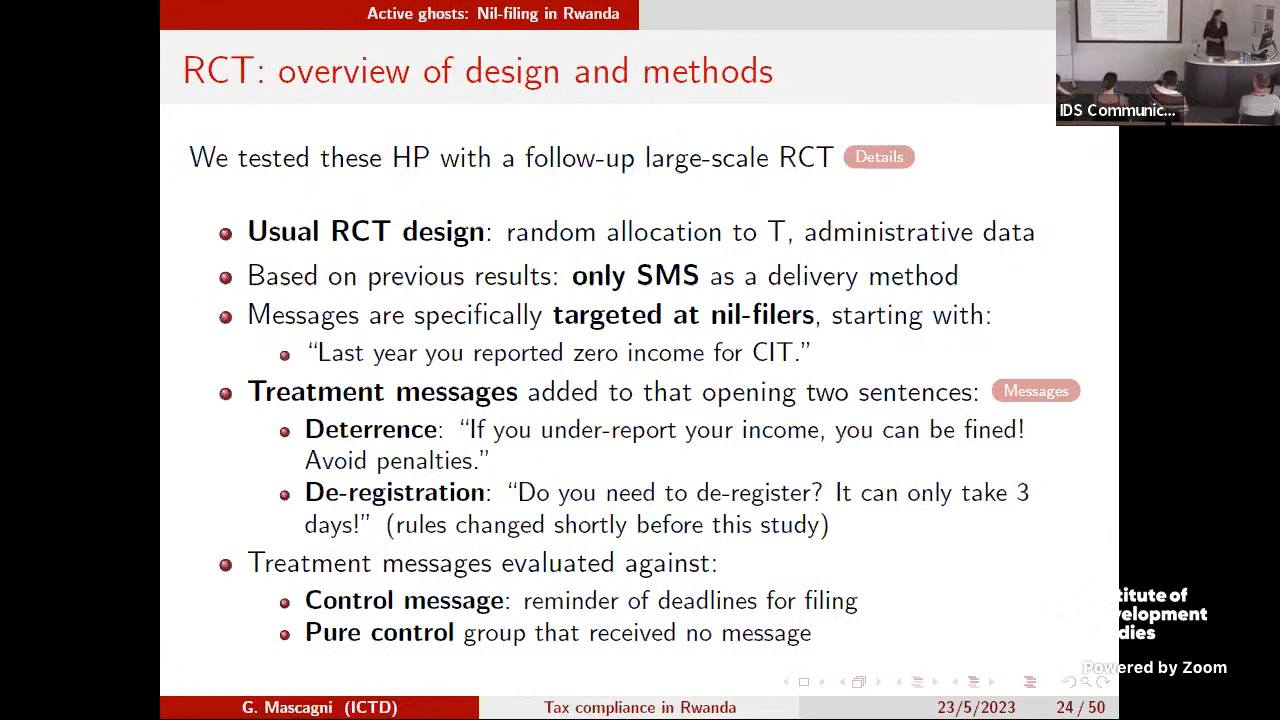 Active ghosts: Nil-filing in Rwanda
RCT: overview of design and methods
IDS Communic...
We tested these HP with a follow-up large-scale RCT Details
Usual RCT design: random allocation to T, administrative data
Based on previous results: only SMS as a delivery method
Messages are specifically targeted at nil-filers, starting with:
“Last year you reported zero income for CIT.”
Treatment messages added to that opening two sentences: Messages
Deterrence: “If you under-report your income, you can be fined!
Avoid penalties.”
De-registration: “Do you need to de-register? It can only take 3
days!” (rules changed shortly before this study)
Treatment messages evaluated against:
Control message: reminder of deadlines for filing
Pure control group that received no message
titute of
velopment
dies
Powered by Zoom
G. Mascagni (ICTD) Tax compliance in Rwanda 23/5/2023 24 / 50